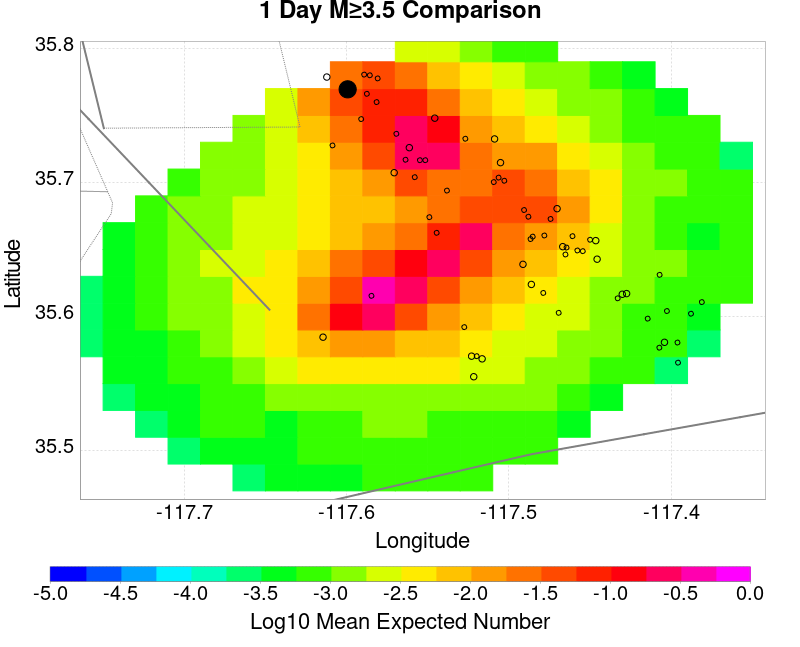 1 Day M≥3.5 Comparison
35.8
35.7
35.6
35.5
Latitude
-117.7 -117.6 -117.5 -117.4
Longitude
-5.0 -4.5 -4.0 -3.5 -3.0 -2.5 -2.0 -1.5 -1.0 -0.5 0.0
Log10 Mean Expected Number